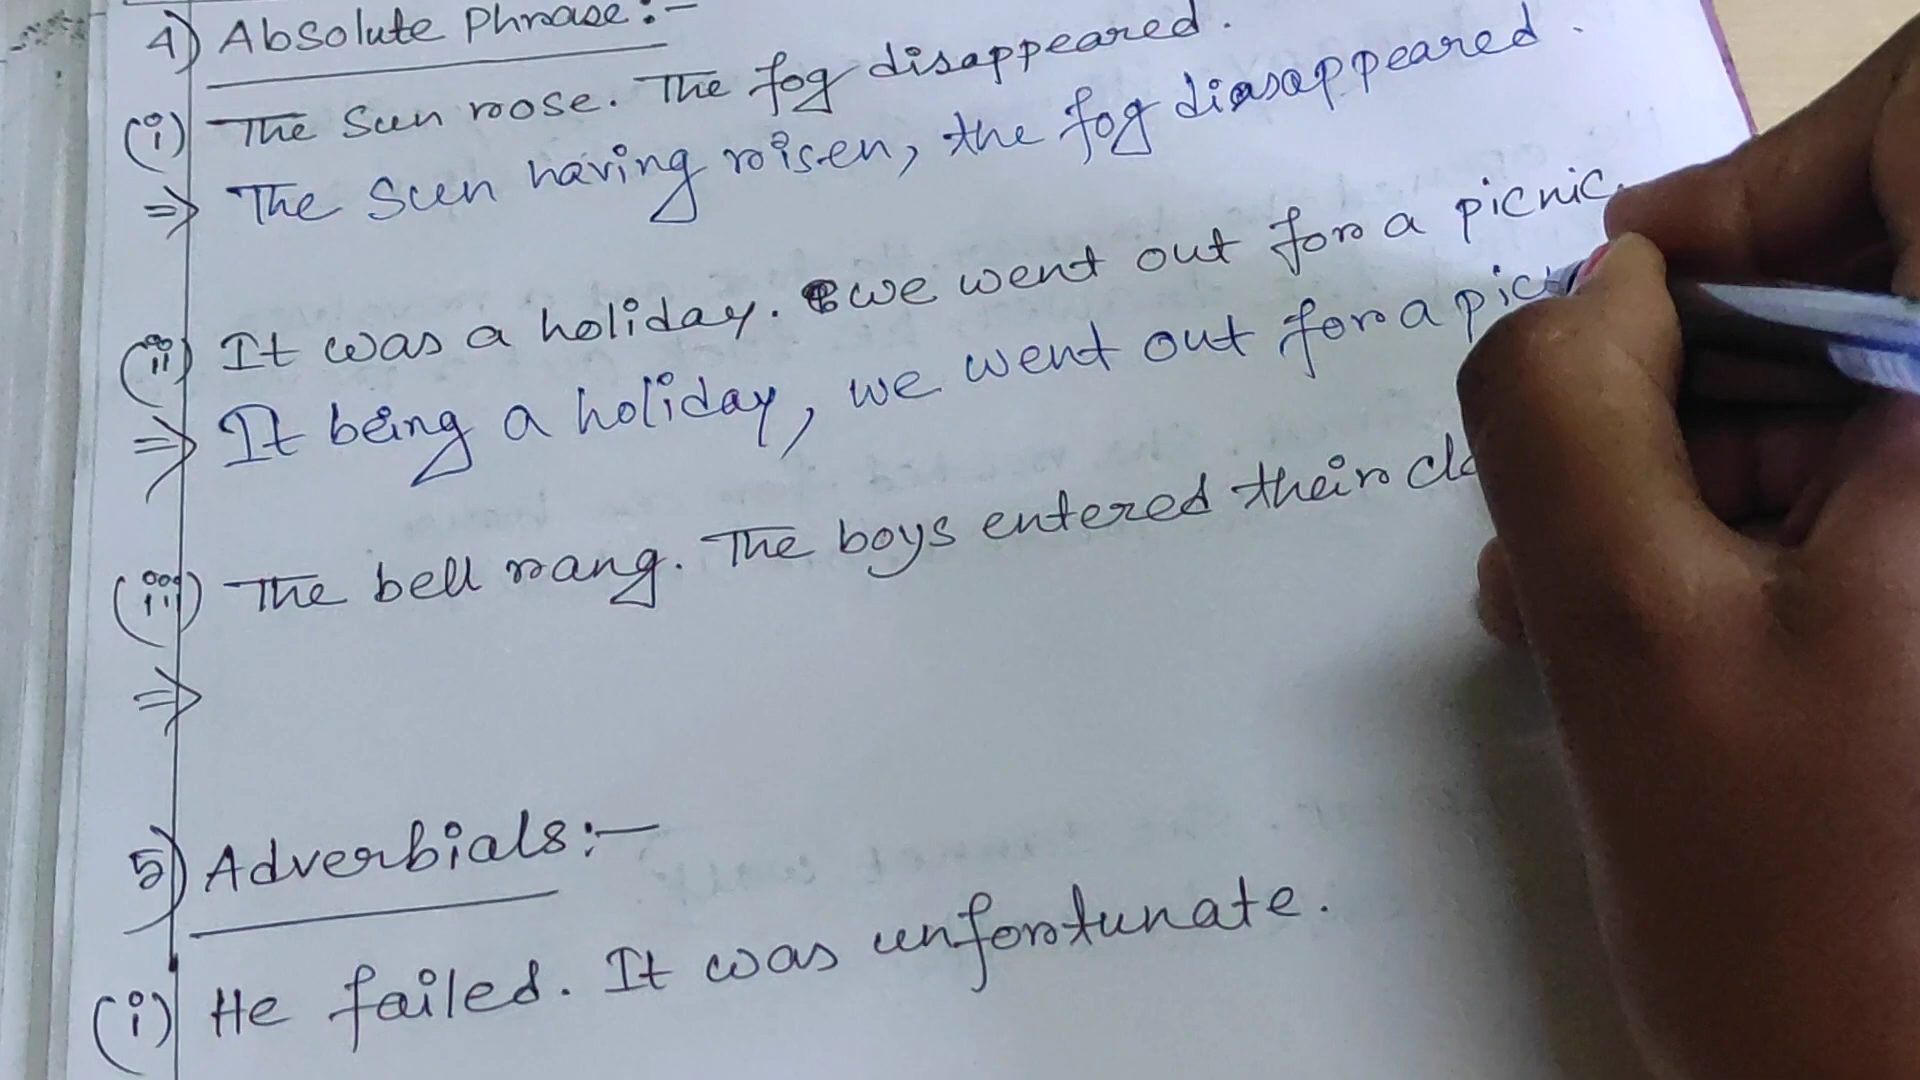 4) Absolute Phrase :-
(i) The Sun rose. The fog disappeared.
=> The Sun having risen, the fog disappeared.
(ii) It was a holiday. we went out for a picnic.
=> It being a holiday, we went out for a pic
(iii) The bell rang. The boys entered their cla
=>
5) Adverbials :-
(i) He failed. It was unfortunate.